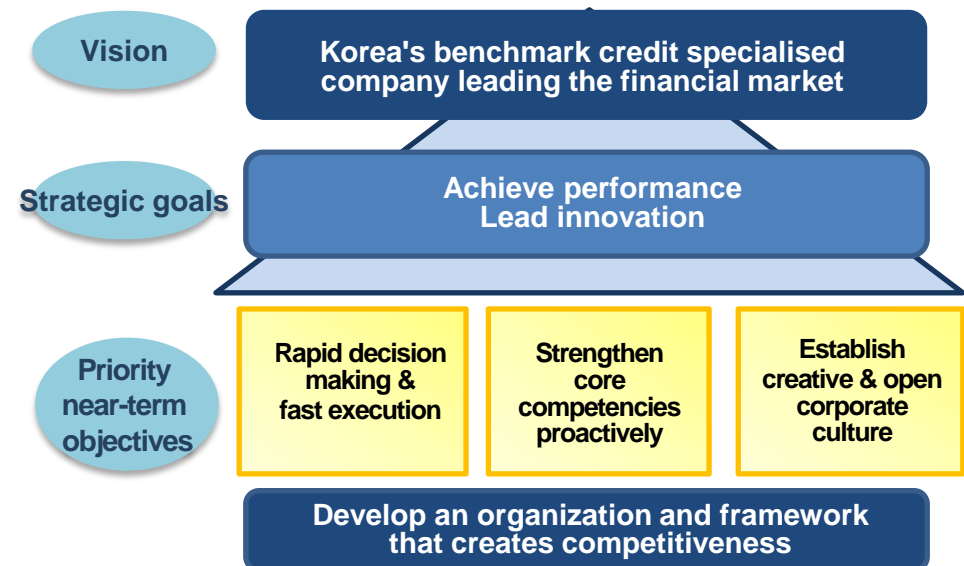 Vision
Korea's benchmark credit specialised
company leading the financial market
Strategic goals
Achieve performance
Lead innovation
Priority
near-term
objectives
Rapid decision
making &
fast execution
Strengthen
core
competencies
proactively
Establish
creative & open
corporate
culture
Develop an organization and framework
that creates competitiveness